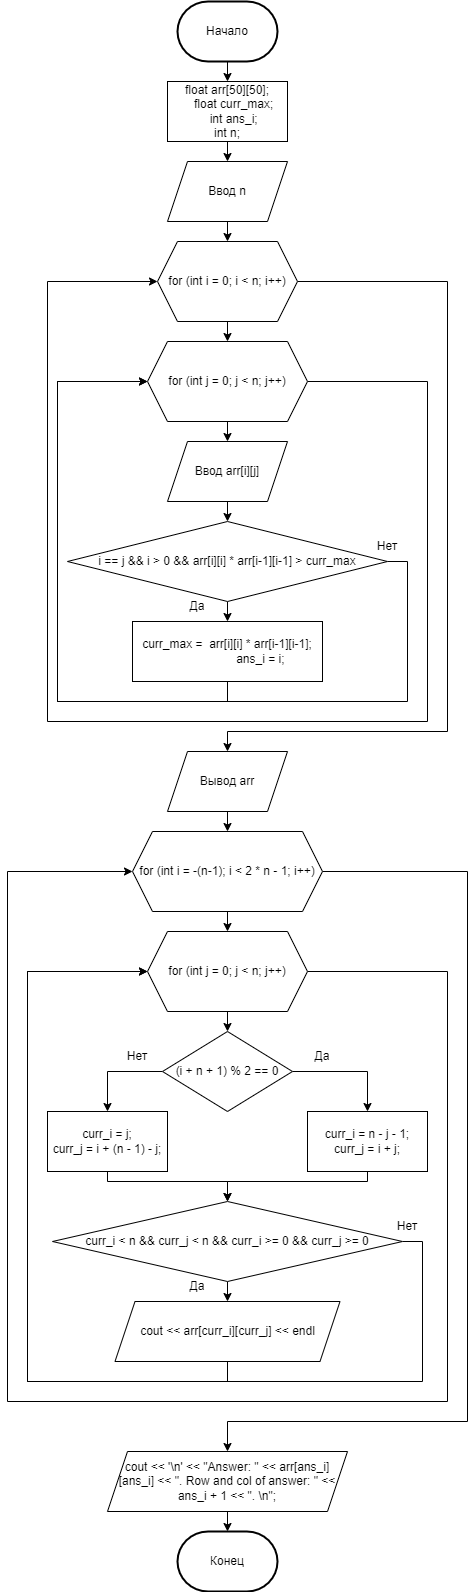 Начало
float arr[50][50];
float curr_max;
int ans_i;
int n;
Ввод n
for (int i = 0; i < n; i++)
for (int j = 0; j < n; j++)
Ввод arr[i][j]
i == j && i > 0 && arr[i][i] * arr[i-1][i-1] > curr_max
Нет
Да
curr_max =  arr[i][i] * arr[i-1][i-1];
ans_i = i;
Вывод arr
for (int i = -(n-1); i < 2 * n - 1; i++)
for (int j = 0; j < n; j++)
(i + n + 1) % 2 == 0
Нет
Да
curr_i = j;
curr_j = i + (n - 1) - j;
curr_i = n - j - 1;
curr_j = i + j;
curr_i < n && curr_j < n && curr_i >= 0 && curr_j >= 0
Нет
Да
cout << arr[curr_i][curr_j] << endl
cout << '\n' << "Answer: " << arr[ans_i]
[ans_i] << ". Row and col of answer: " <<
ans_i + 1 << ". \n";
Конец